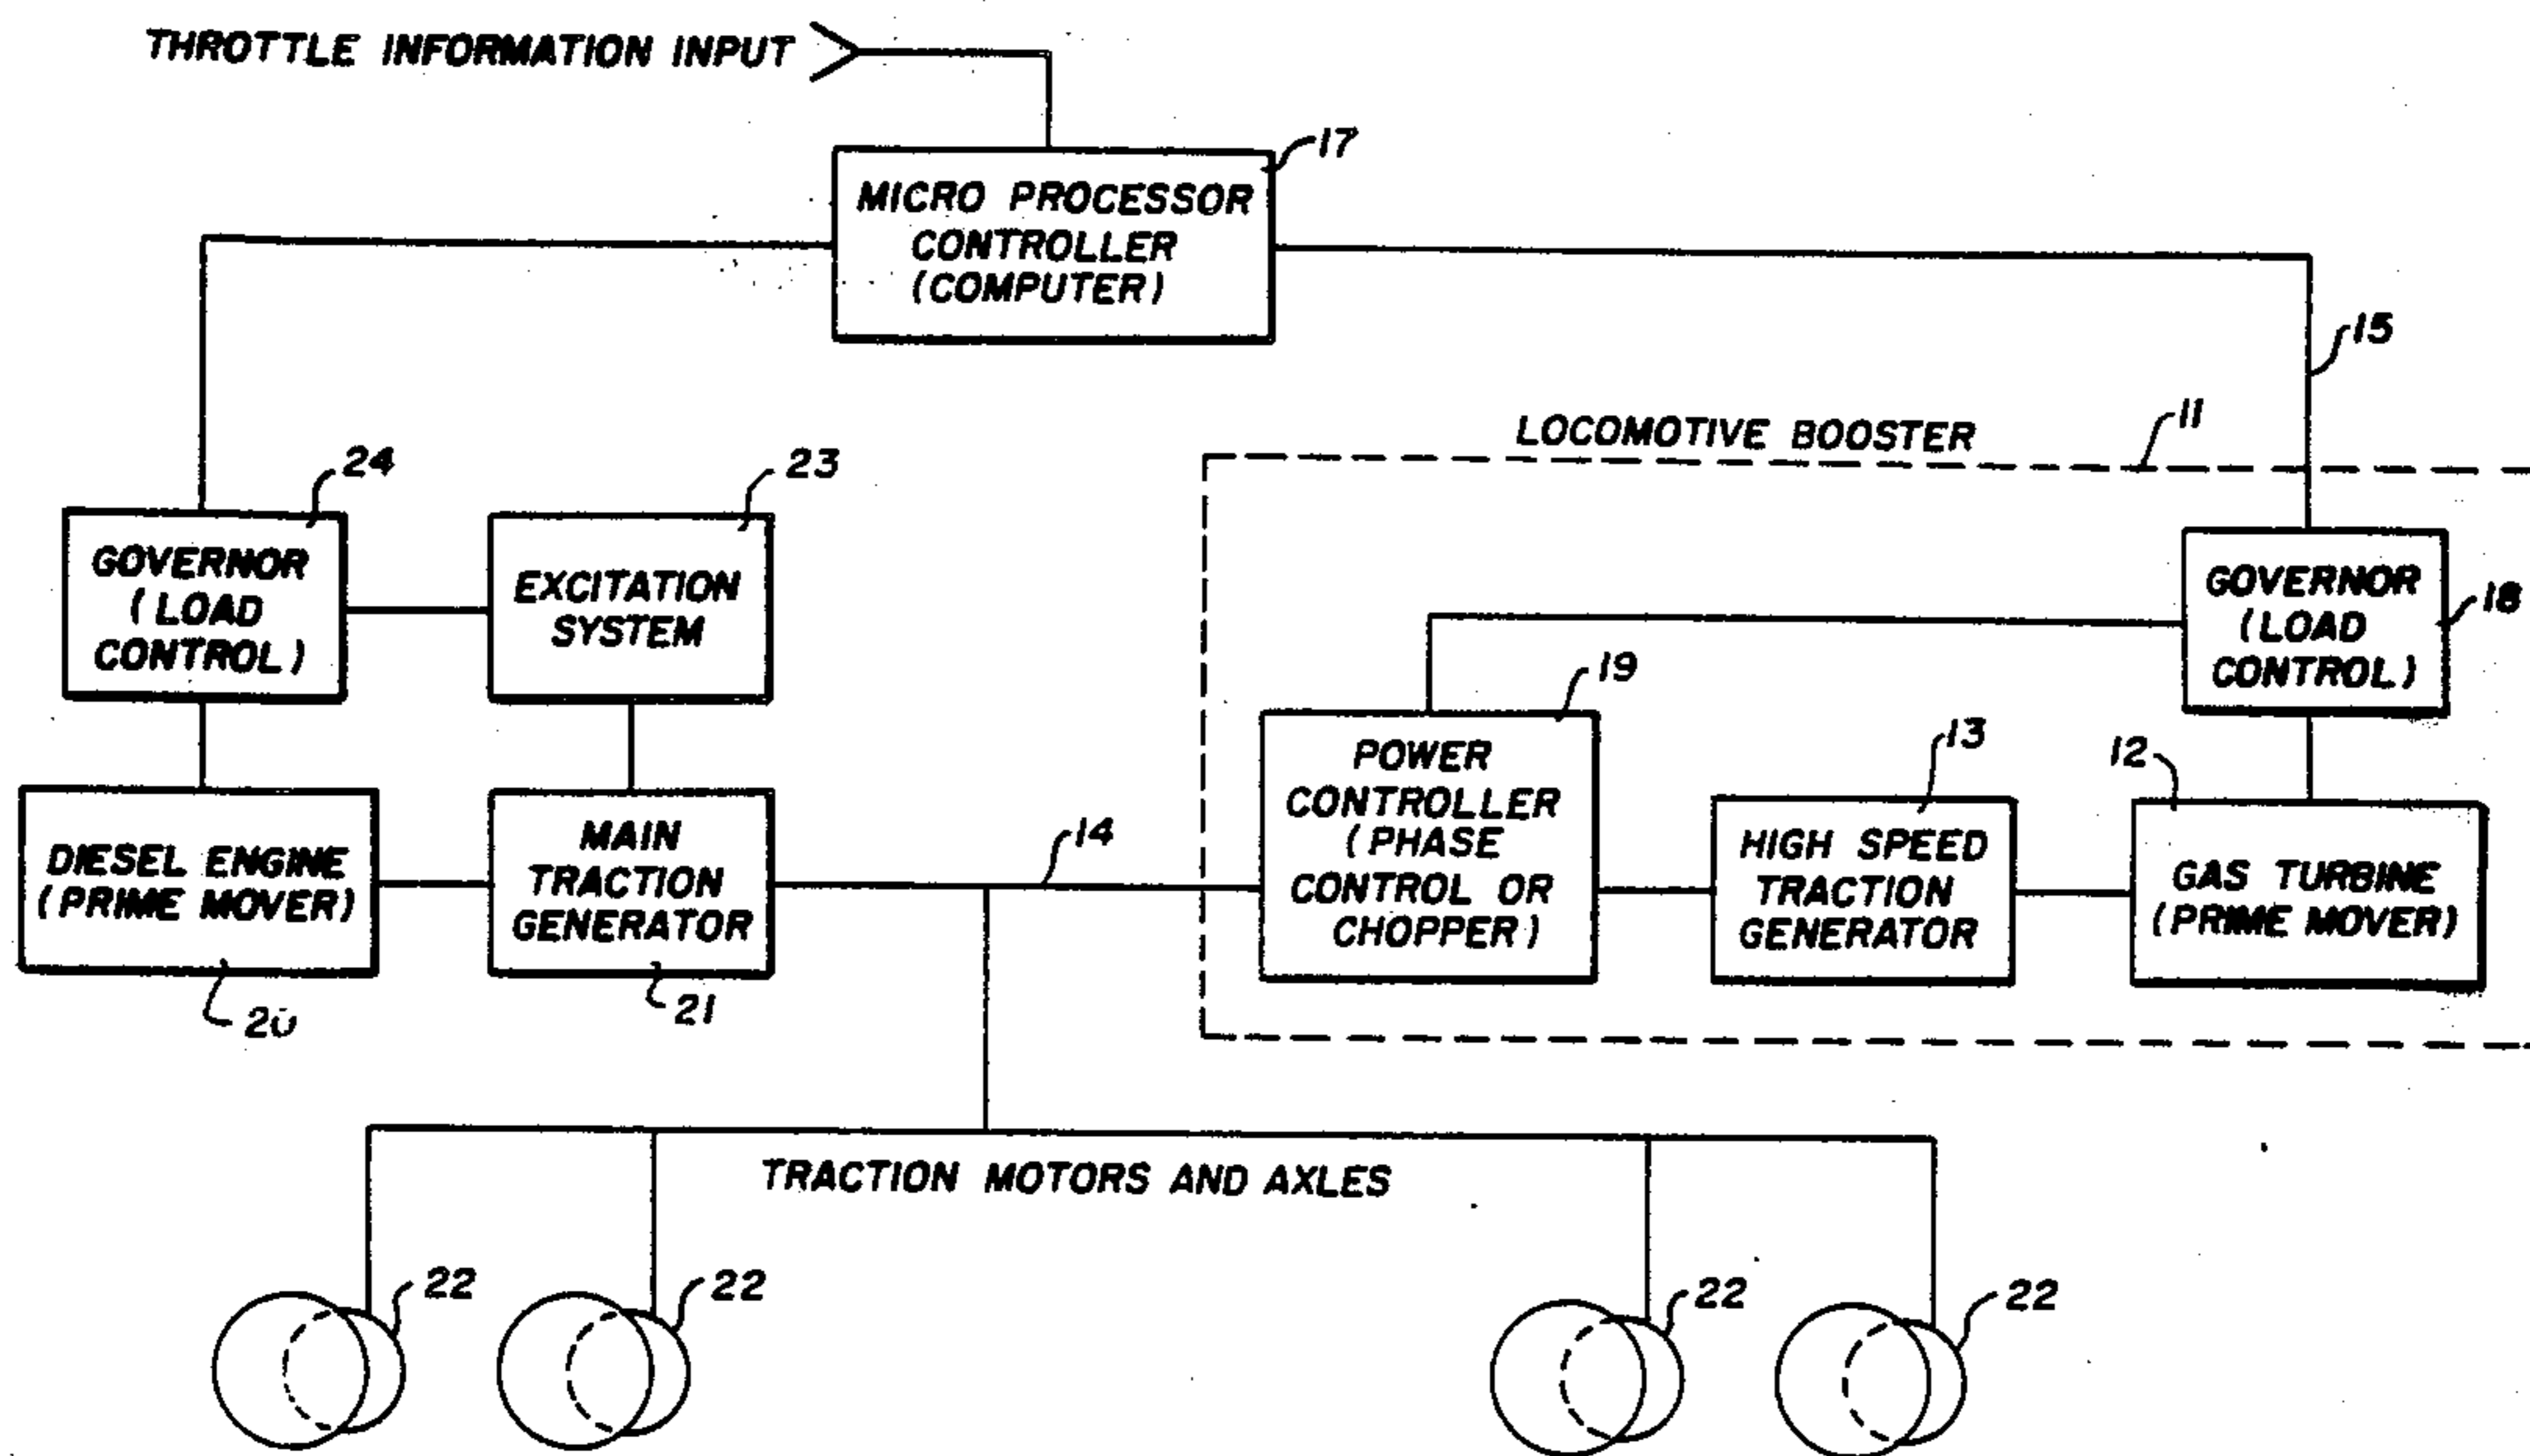 THROTTLE INFORMATION INPUT
17
MICRO PROCESSOR
CONTROLLER
(COMPUTER)
15
11
LOCOMOTIVE BOOSTER
24
23
GOVERNOR
(LOAD
CONTROL)
EXCITATION
SYSTEM
GOVERNOR
(LOAD
CONTROL)
18
19
13
12
POWER
CONTROLLER
(PHASE
CONTROL OR
CHOPPER)
14
DIESEL ENGINE
(PRIME MOVER)
MAIN
TRACTION
GENERATOR
HIGH SPEED
TRACTION
GENERATOR
GAS TURBINE
(PRIME MOVER)
20
21
TRACTION MOTORS AND AXLES
22
22
22
22